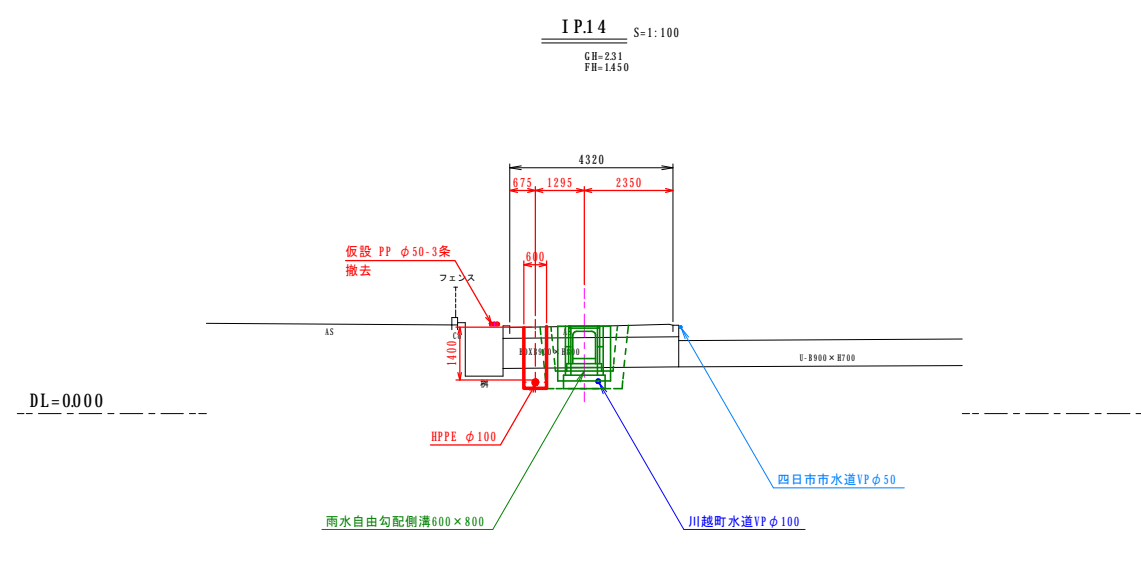 IP.14 S=1:100
GH=2.31
FH=1.450
4320
675 1295 2350
仮設 PP φ50-3条
撤去
600
フェンス
AS
1400
U-B900×H700
桝
DL=0.000
HPPE φ100
四日市市水道VPφ50
雨水自由勾配側溝600×800
川越町水道VPφ100